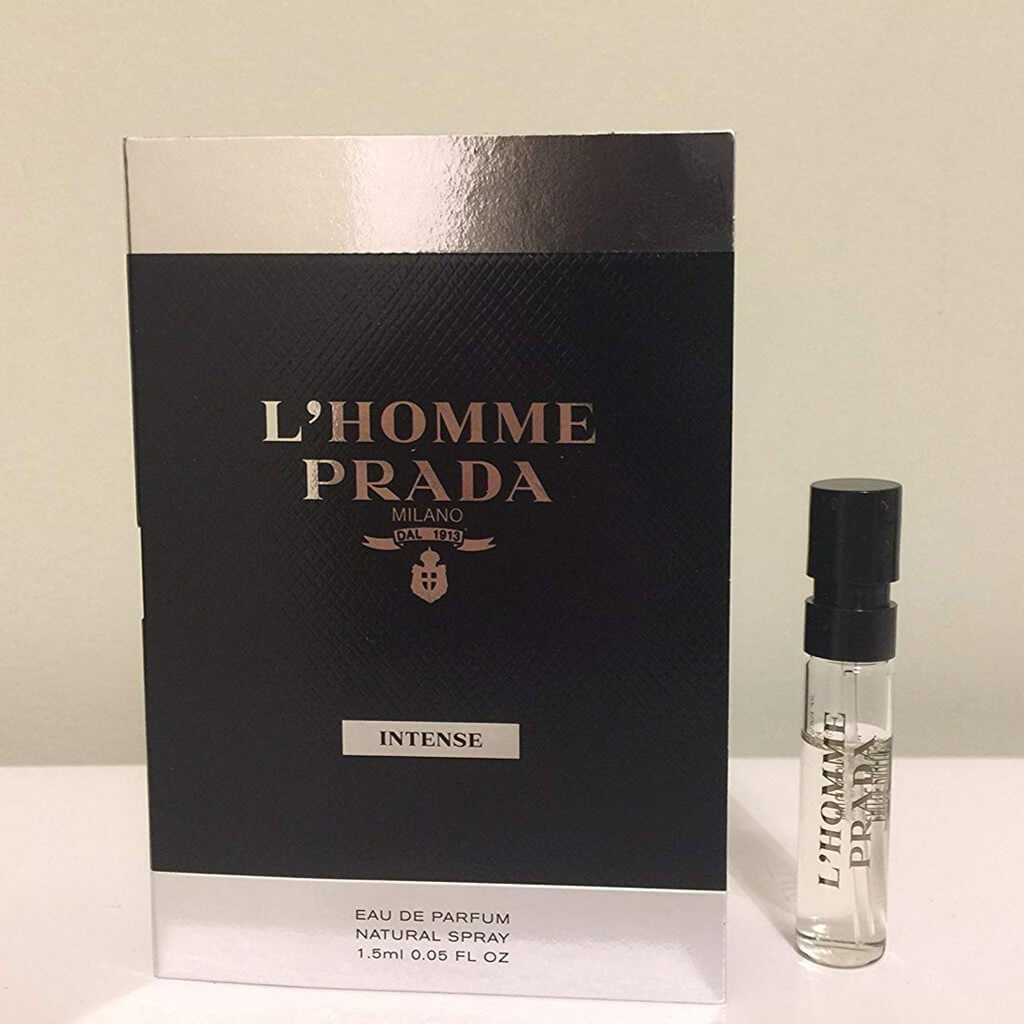 L'HOMME
PRADA
MILANO
DAL 1913
INTENSE
EAU DE PARFUM
NATURAL SPRAY
1.5ml 0.05 FL OZ
L'HOMME
PRADA